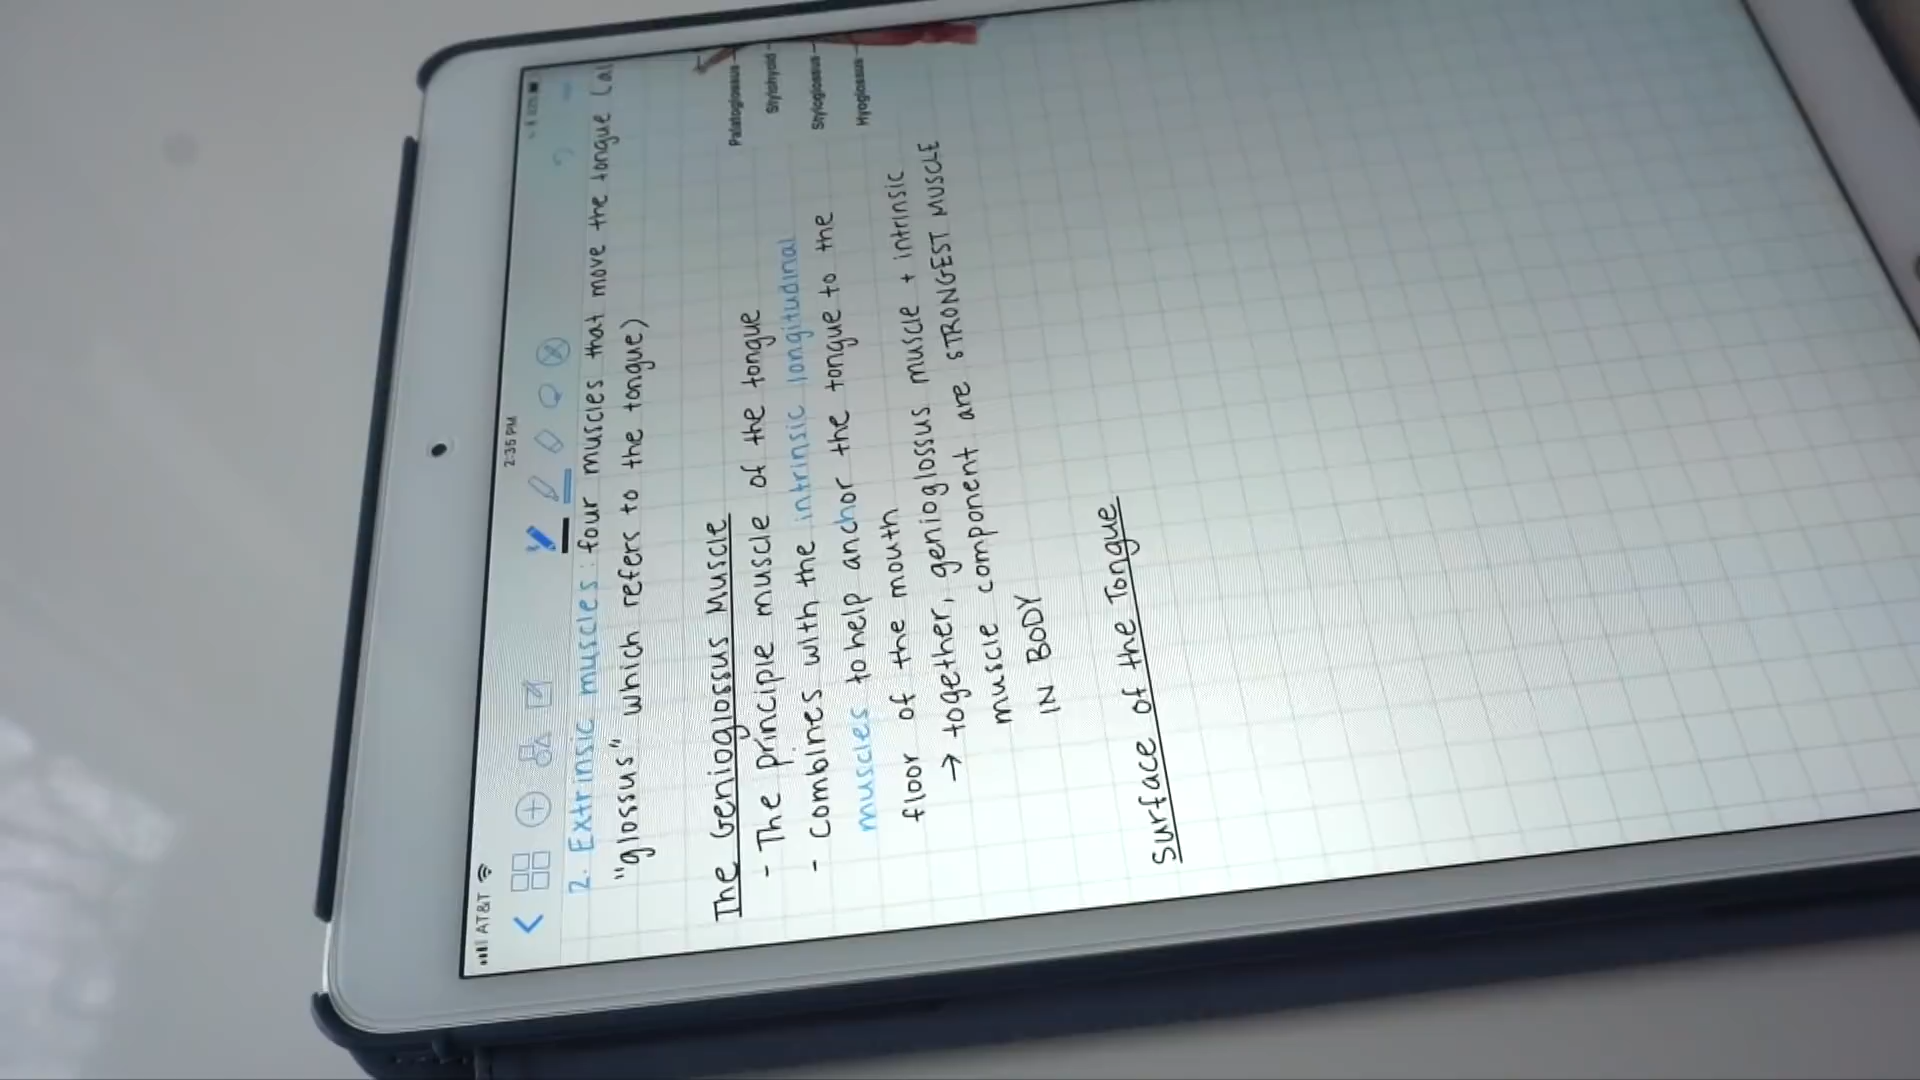 AT&T
2:35 PM
2. Extrinsic muscles: four muscles that move the tongue (al
"glossus" which refers to the tongue)
The Genioglossus Muscle
- The principle muscle of the tongue
- Combines with the intrinsic longitudinal
muscles to help anchor the tongue to the
floor of the mouth
→ together, genioglossus muscle + intrinsic
muscle component are STRONGEST MUSCLE
IN BODY
Palatoglossus
Stylohyoid
Styloglossus
Hyoglossus
Surface of the Tongue